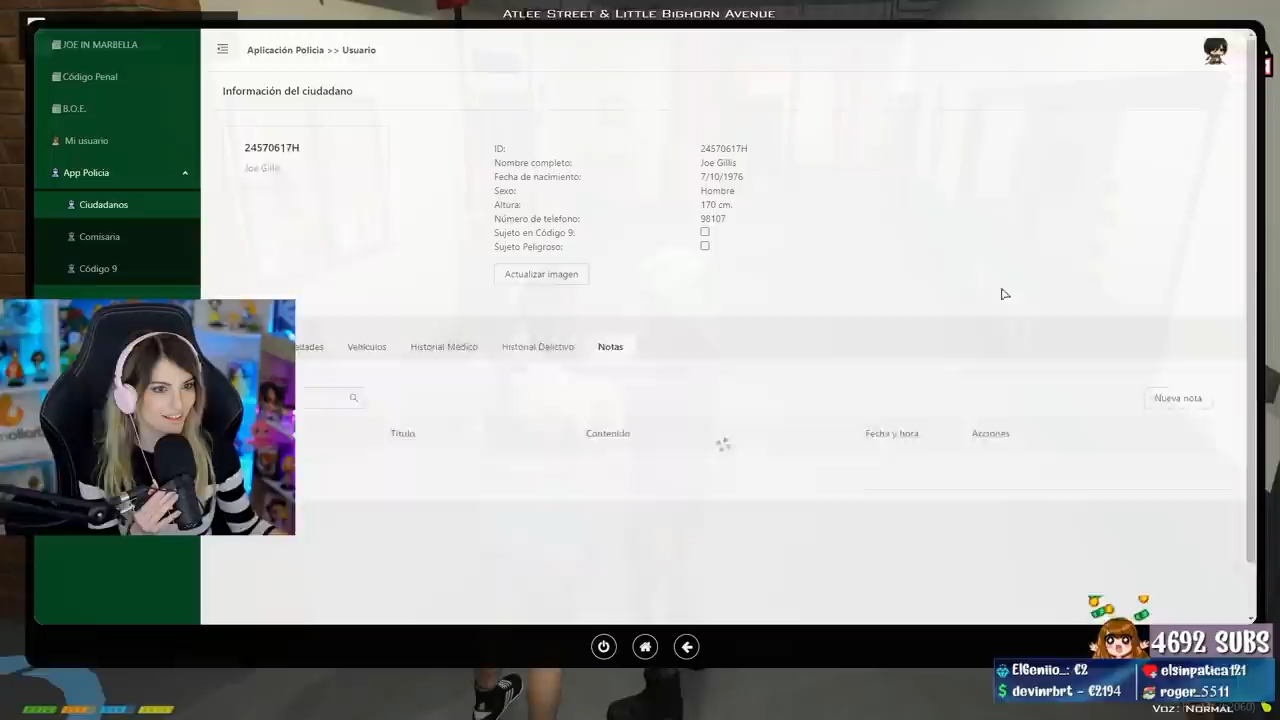 Atlee Street & Little Bighorn Avenue
JOE IN MARBELLA
Código Penal
B.O.E.
Mi usuario
App Policia
Ciudadanos
Comisaria
Código 9
Aplicación Policia >> Usuario
Información del ciudadano
24570617H
Joe Gillis
ID: 24570617H
Nombre completo: Joe Gillis
Fecha de nacimiento: 7/10/1976
Sexo: Hombre
Altura: 170 cm.
Número de telefono: 98107
Sujeto en Código 9:
Sujeto Peligroso:
Actualizar imagen
Vehículos Historial Médico Historial Delictivo Notas
Nueva nota
Título Contenido Fecha y hora Acciones
4692 SUBS
ElGeniio_: €2 elsinpatica121
devinrbrt - €2194 roger_5511
Voz: Normal